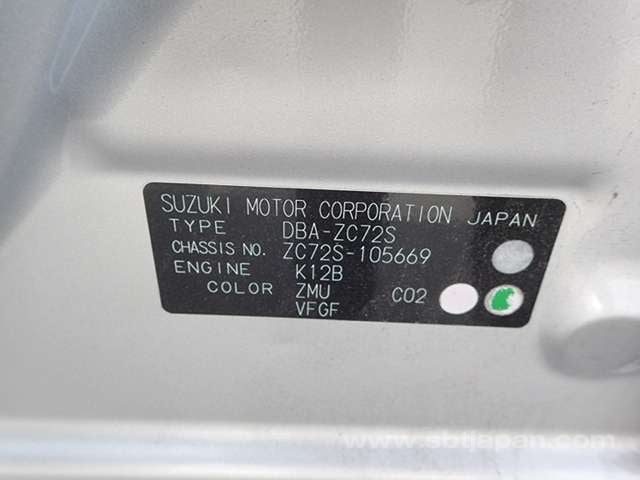 SUZUKI MOTOR CORPORATION JAPAN
TYPE DBA-ZC72S
CHASSIS NO. ZC72S-105669
ENGINE K12B
COLOR ZMU CO2
VFGF
www.sbtjapan.com